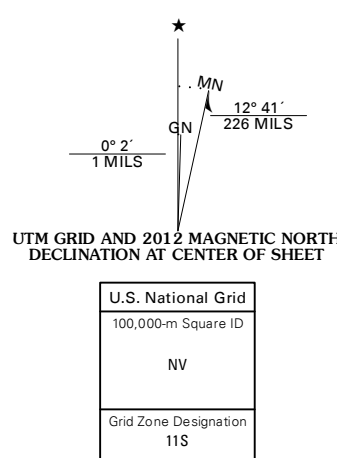 ★
MN
GN
12° 41´
226 MILS
0° 2´
1 MILS
UTM GRID AND 2012 MAGNETIC NORTH
DECLINATION AT CENTER OF SHEET
U.S. National Grid
100,000-m Square ID
NV
Grid Zone Designation
11S